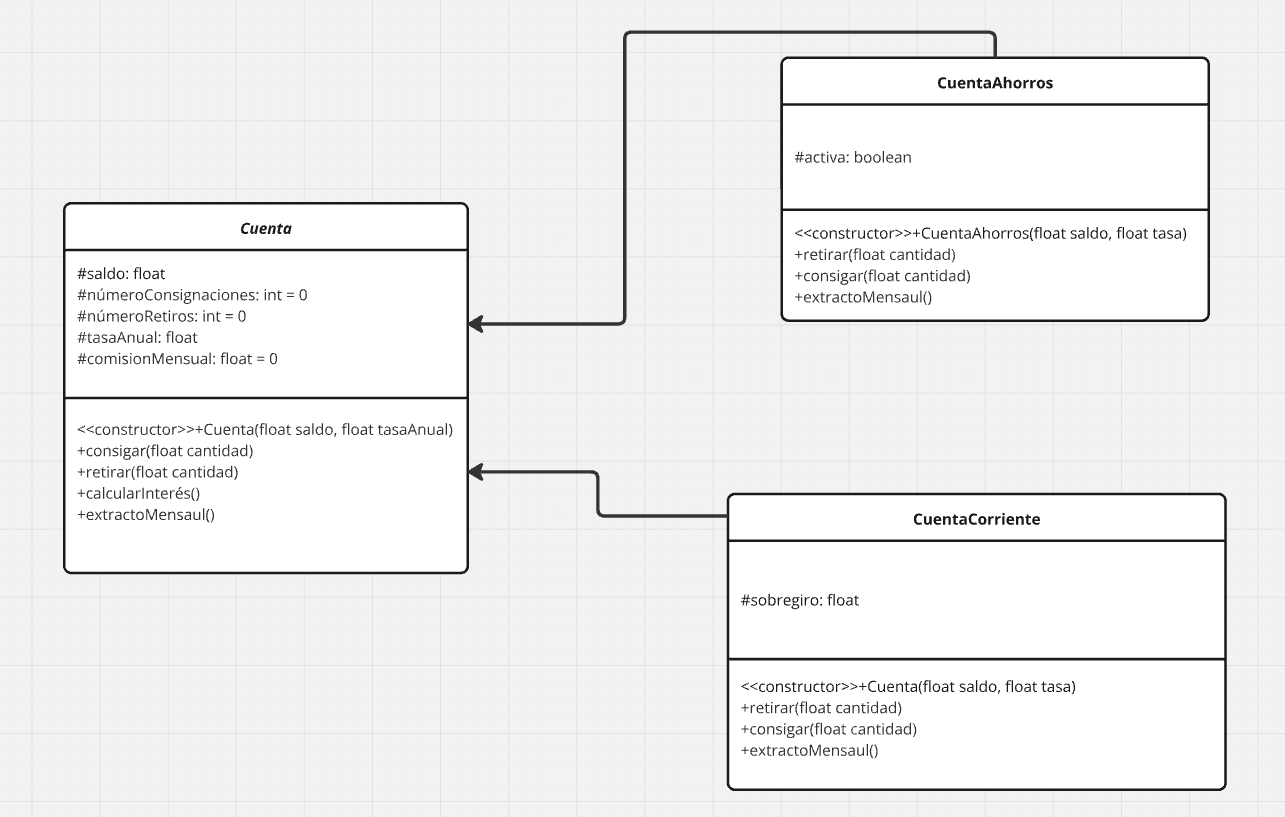 Cuenta
#saldo: float
#númeroConsignaciones: int = 0
#númeroRetiros: int = 0
#tasaAnual: float
#comisionMensual: float = 0
<<constructor>>+Cuenta(float saldo, float tasaAnual)
+consigar(float cantidad)
+retirar(float cantidad)
+calcularInterés()
+extractoMensaul()
CuentaAhorros
#activa: boolean
<<constructor>>+CuentaAhorros(float saldo, float tasa)
+retirar(float cantidad)
+consigar(float cantidad)
+extractoMensaul()
CuentaCorriente
#sobregiro: float
<<constructor>>+Cuenta(float saldo, float tasa)
+retirar(float cantidad)
+consigar(float cantidad)
+extractoMensaul()